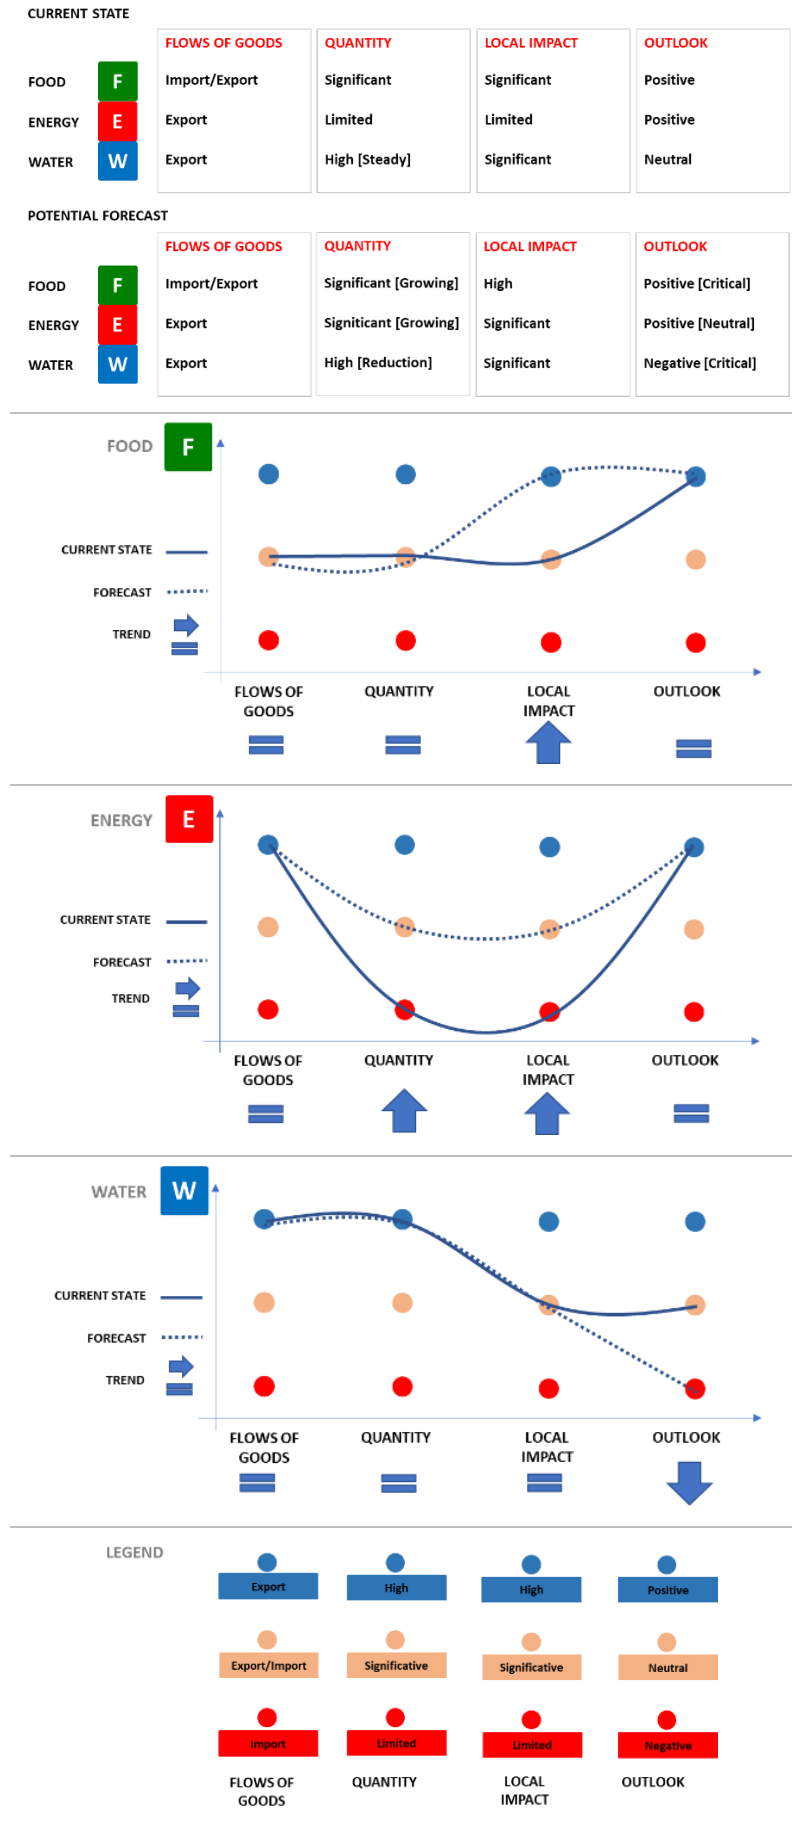 CURRENT STATE
FLOWS OF GOODS QUANTITY LOCAL IMPACT OUTLOOK
FOOD F Import/Export Significant Significant Positive
ENERGY E Export Limited Limited Positive
WATER W Export High [Steady] Significant Neutral
POTENTIAL FORECAST
FLOWS OF GOODS QUANTITY LOCAL IMPACT OUTLOOK
FOOD F Import/Export Significant [Growing] High Positive [Critical]
ENERGY E Export Signiticant [Growing] Significant Positive [Neutral]
WATER W Export High [Reduction] Significant Negative [Critical]
FOOD F
CURRENT STATE
FORECAST
TREND
FLOWS OF QUANTITY LOCAL OUTLOOK
GOODS IMPACT
ENERGY E
CURRENT STATE
FORECAST
TREND
FLOWS OF QUANTITY LOCAL OUTLOOK
GOODS IMPACT
WATER W
CURRENT STATE
FORECAST
TREND
FLOWS OF QUANTITY LOCAL OUTLOOK
GOODS IMPACT
LEGEND
Export High High Positive
Export/Import Significative Significative Neutral
Import Limited Limited Negative
FLOWS OF QUANTITY LOCAL OUTLOOK
GOODS IMPACT